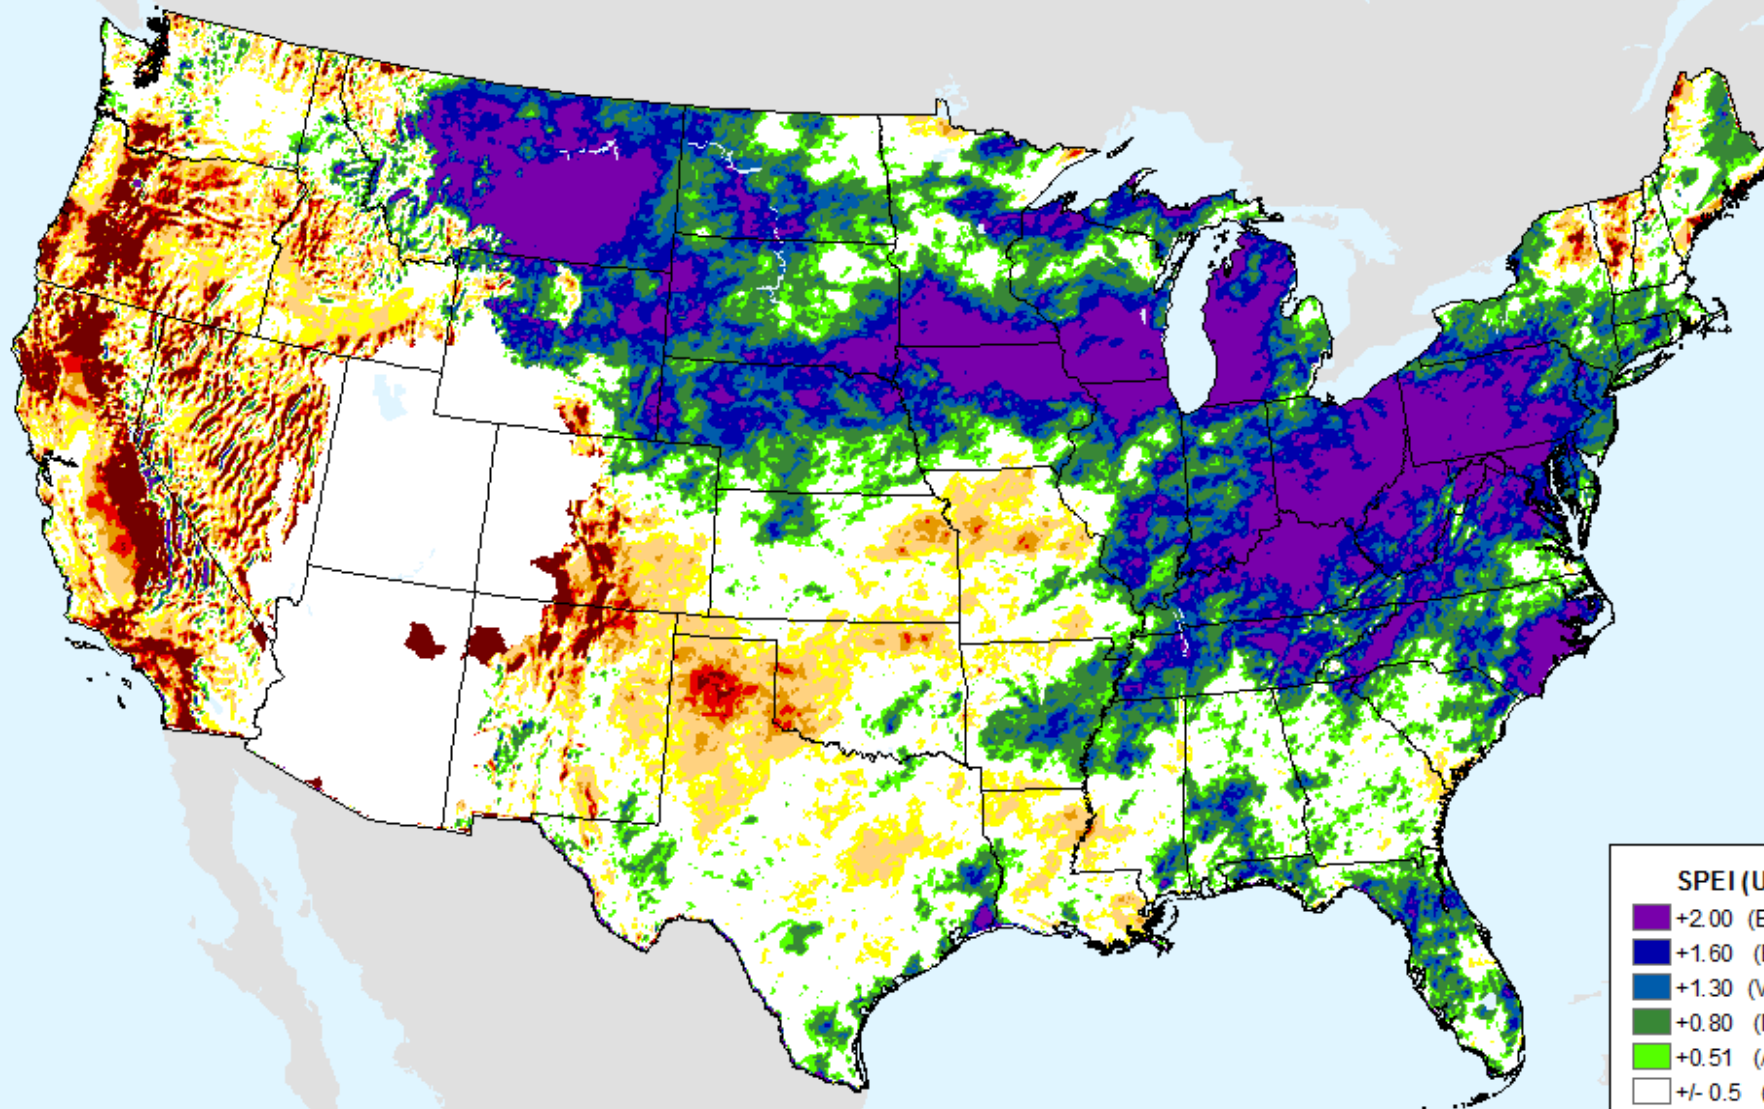 SPEI (U
+2.00 (E
+1.60 (
+1.30 (V
+0.80 (
+0.51 (
+/- 0.5 (